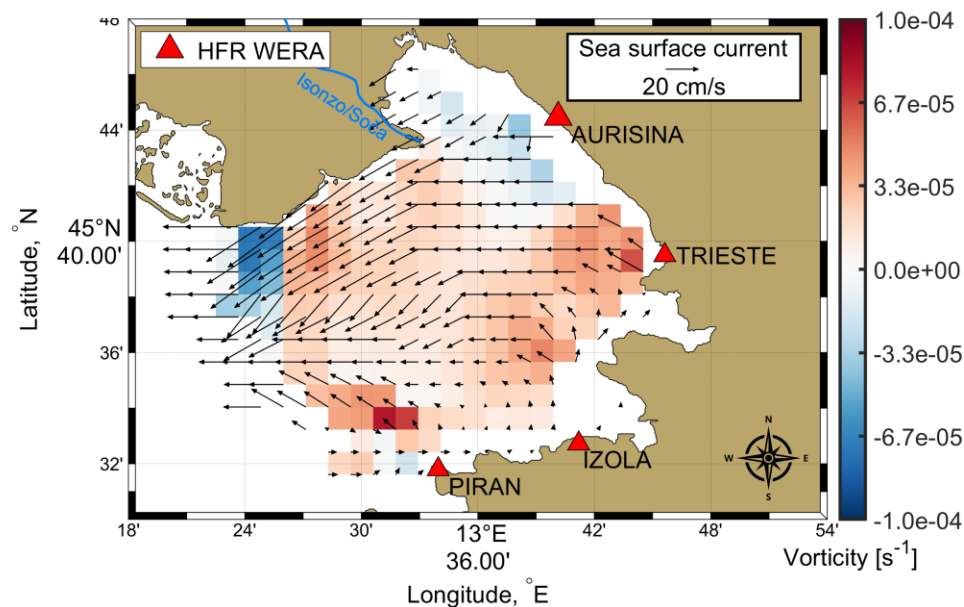 48'
HFR WERA
Sea surface current
20 cm/s
Isonzo/Soča
AURISINA
44'
45°N
40.00'
TRIESTE
Latitude, °N
36'
32'
IZOLA
PIRAN
N
W E
S
18'
24'
30'
13°E
36.00'
42'
48'
54'
Longitude, °E
1.0e-04
6.7e-05
3.3e-05
0.0e+00
-3.3e-05
-6.7e-05
-1.0e-04
Vorticity [s-1]